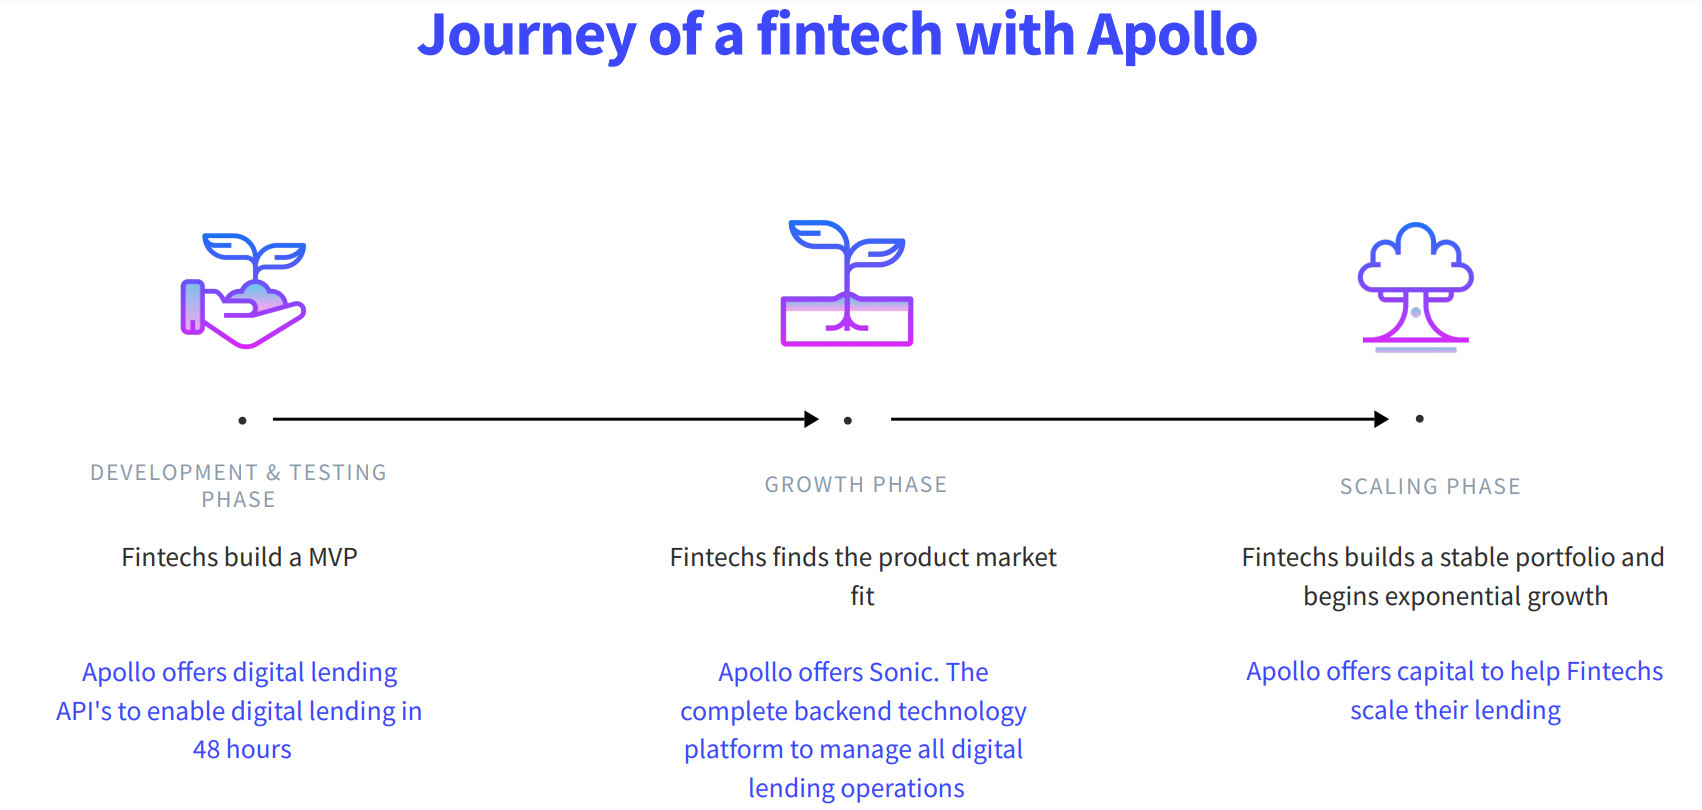 Journey of a fintech with Apollo
DEVELOPMENT & TESTING
PHASE
Fintechs build a MVP
Apollo offers digital lending
API's to enable digital lending in
48 hours
GROWTH PHASE
Fintechs finds the product market
fit
Apollo offers Sonic. The
complete backend technology
platform to manage all digital
lending operations
SCALING PHASE
Fintechs builds a stable portfolio and
begins exponential growth
Apollo offers capital to help Fintechs
scale their lending